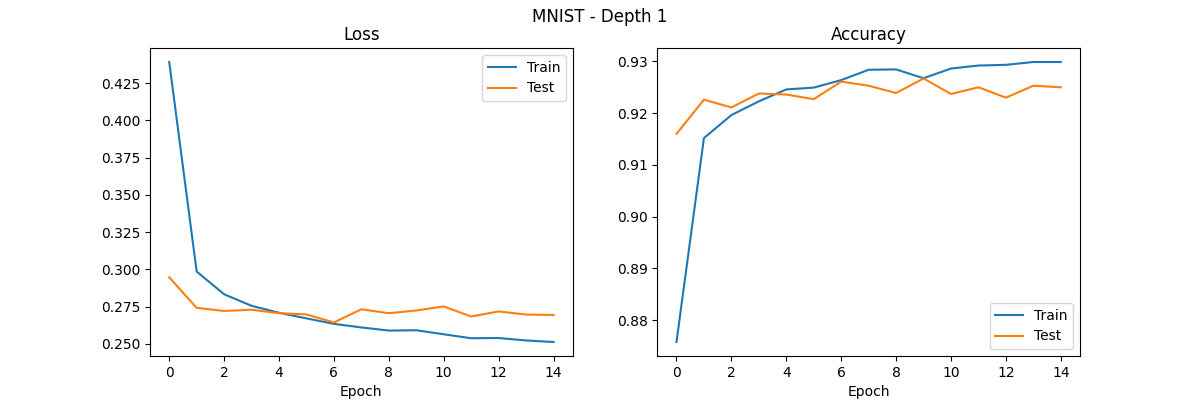 MNIST - Depth 1
Loss
Train
Test
0.425
0.400
0.375
0.350
0.325
0.300
0.275
0.250
0 2 4 6 8 10 12 14
Epoch
Accuracy
0.93
0.92
0.91
0.90
0.89
0.88
Train
Test
0 2 4 6 8 10 12 14
Epoch